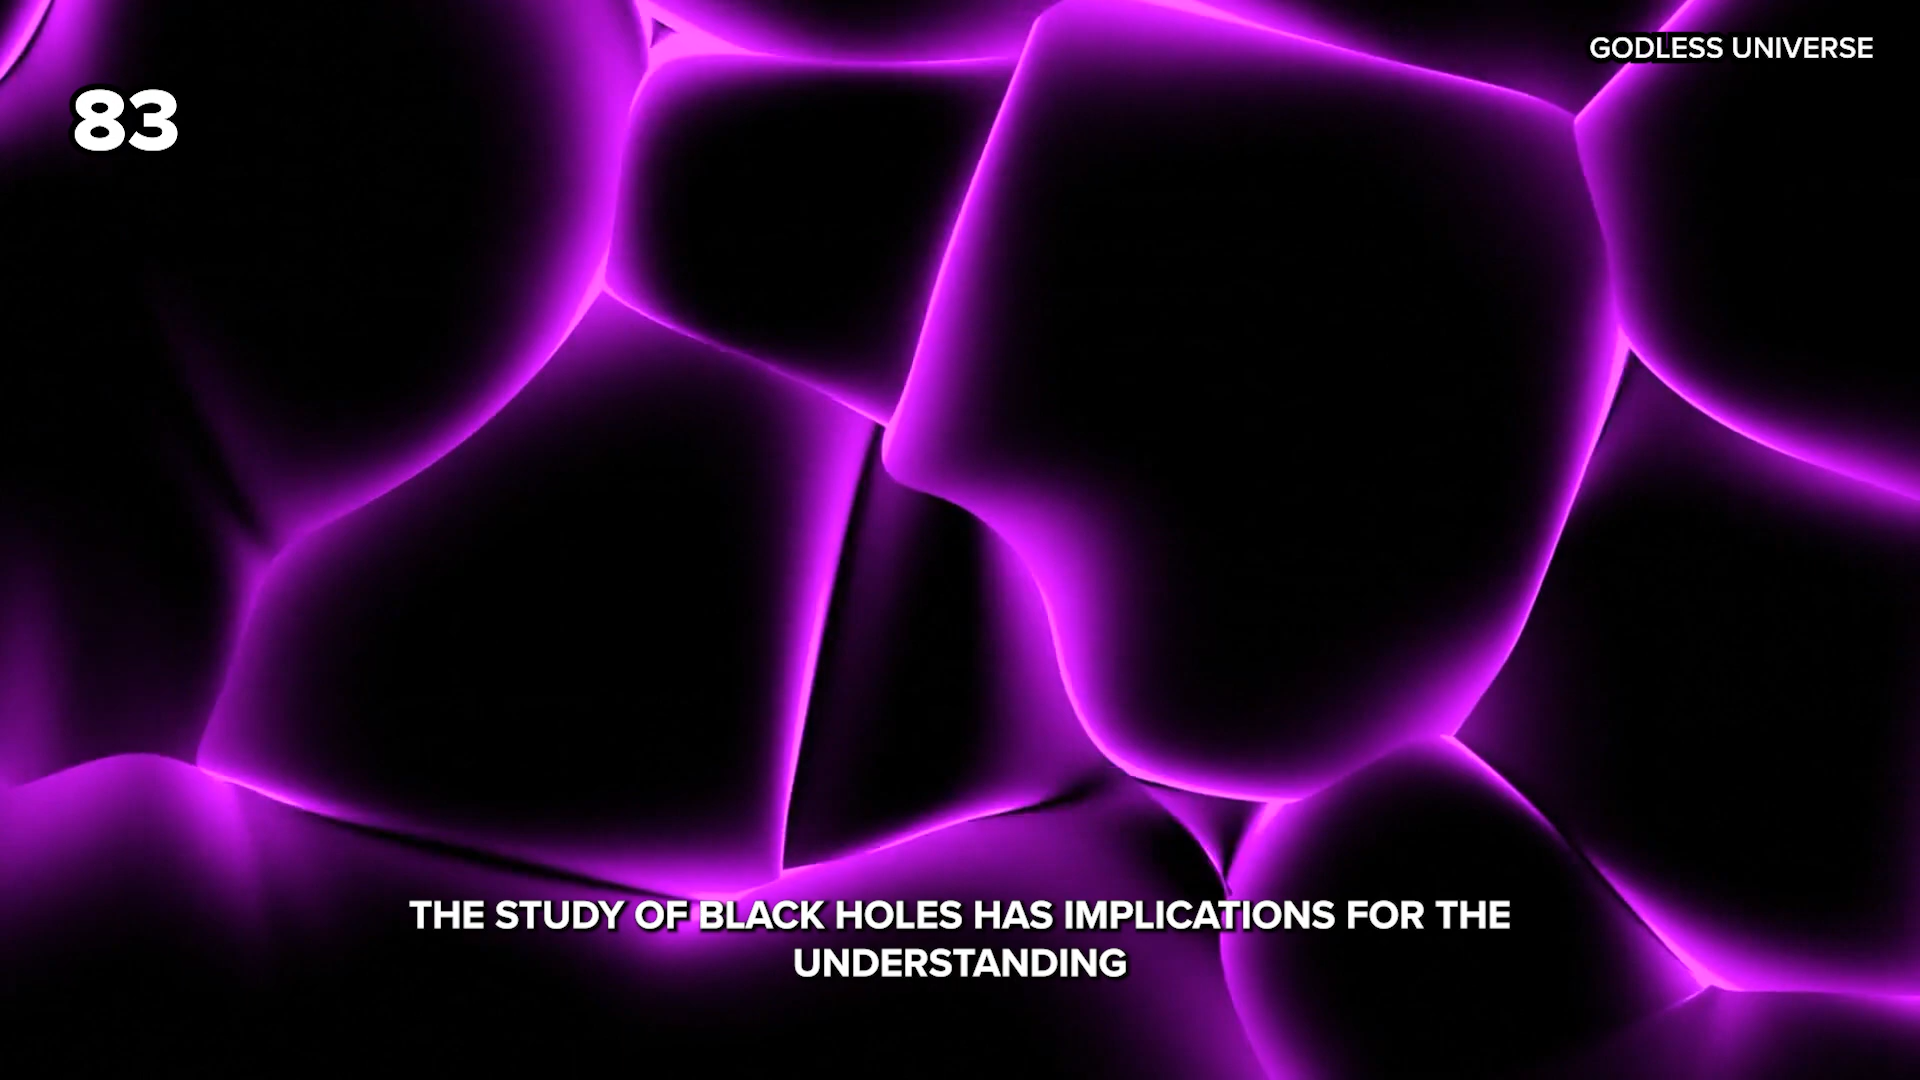 GODLESS UNIVERSE
83
THE STUDY OF BLACK HOLES HAS IMPLICATIONS FOR THE
UNDERSTANDING